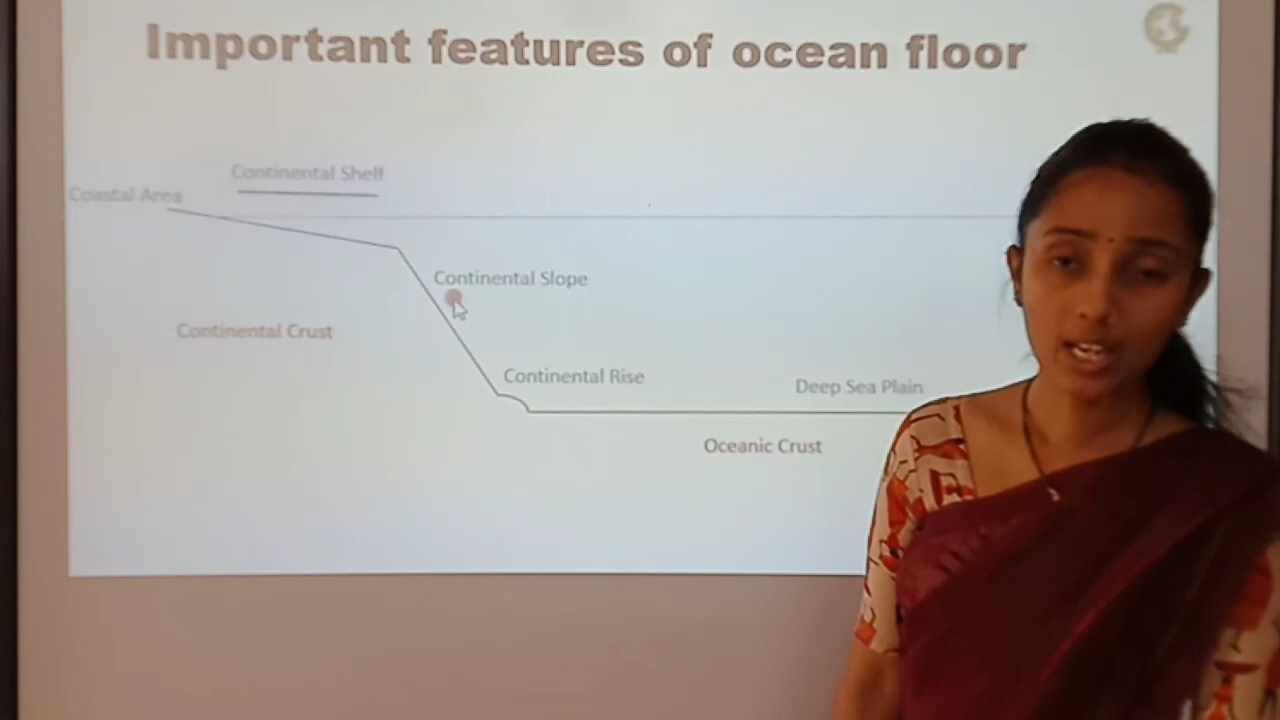 Important features of ocean floor
Continental Shelf
Coastal Area
Continental Slope
Continental Crust
Continental Rise
Deep Sea Plain
Oceanic Crust